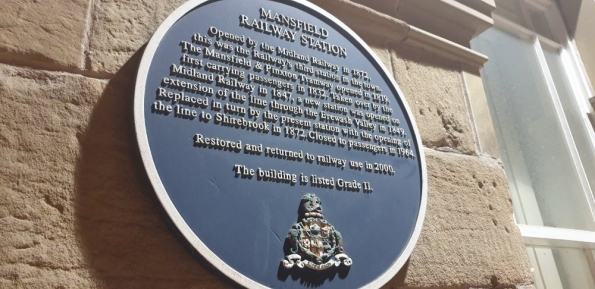 MANSFIELD
RAILWAY STATION
Opened by the Midland Railway in 1872,
this was the Railway's third station in the town.
The Mansfield & Pinxton Tramway, opened in 1819,
first carrying passengers in 1832. Taken over by the
Midland Railway in 1847, a new station was opened on
extension of the line through the Erewash Valley in 1849.
Replaced in turn by the present station with the opening of
the line to Shirebrook in 1872. Closed to passengers in 1964.
Restored and returned to railway use in 2000.
The building is listed Grade II.